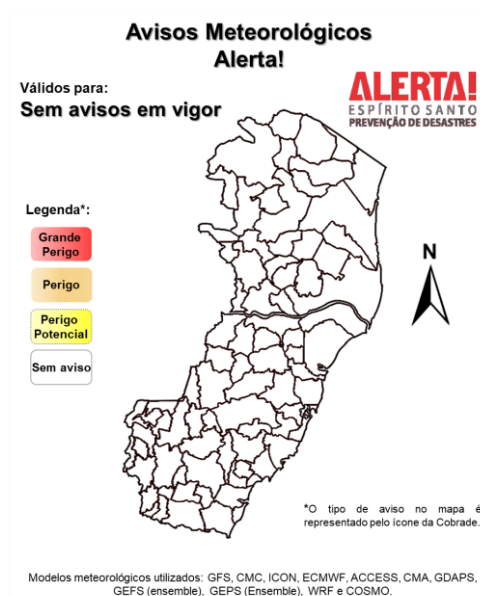 Avisos Meteorológicos
Alerta!
Válidos para:
Sem avisos em vigor
ALERTA!
ESPÍRITO SANTO
PREVENÇÃO DE DESASTRES
Legenda*:
Grande
Perigo
Perigo
Perigo
Potencial
Sem aviso
N
*O tipo de aviso no mapa é
representado pelo ícone da Cobrade.
Modelos meteorológicos utilizados: GFS, CMC, ICON, ECMWF, ACCESS, CMA, GDAPS,
GEFS (ensemble), GEPS (Ensemble), WRF e COSMO.